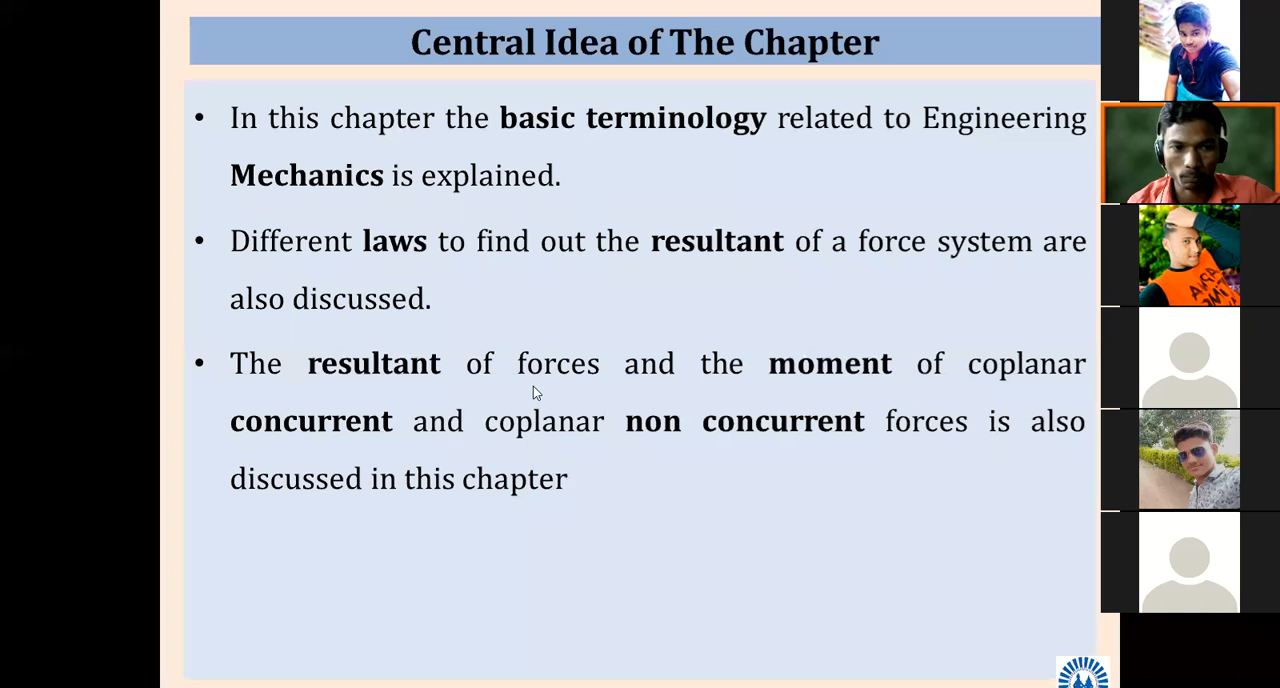 Central Idea of The Chapter
• In this chapter the basic terminology related to Engineering
Mechanics is explained.
• Different laws to find out the resultant of a force system are
also discussed.
• The resultant of forces and the moment of coplanar
concurrent and coplanar non concurrent forces is also
discussed in this chapter